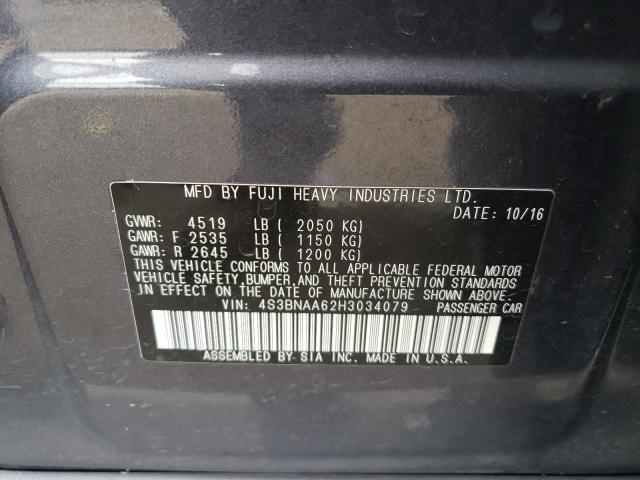 MFD BY FUJI HEAVY INDUSTRIES LTD.
DATE: 10/16
GVWR: 4519 LB ( 2050 KG)
GAWR: F 2535 LB ( 1150 KG)
GAWR: R 2645 LB ( 1200 KG)
THIS VEHICLE CONFORMS TO ALL APPLICABLE FEDERAL MOTOR
VEHICLE SAFETY,BUMPER,AND THEFT PREVENTION STANDARDS
IN EFFECT ON THE DATE OF MANUFACTURE SHOWN ABOVE.
VIN: 4S3BNAA62H3034079 PASSENGER CAR
ASSEMBLED BY SIA INC. MADE IN U.S.A.